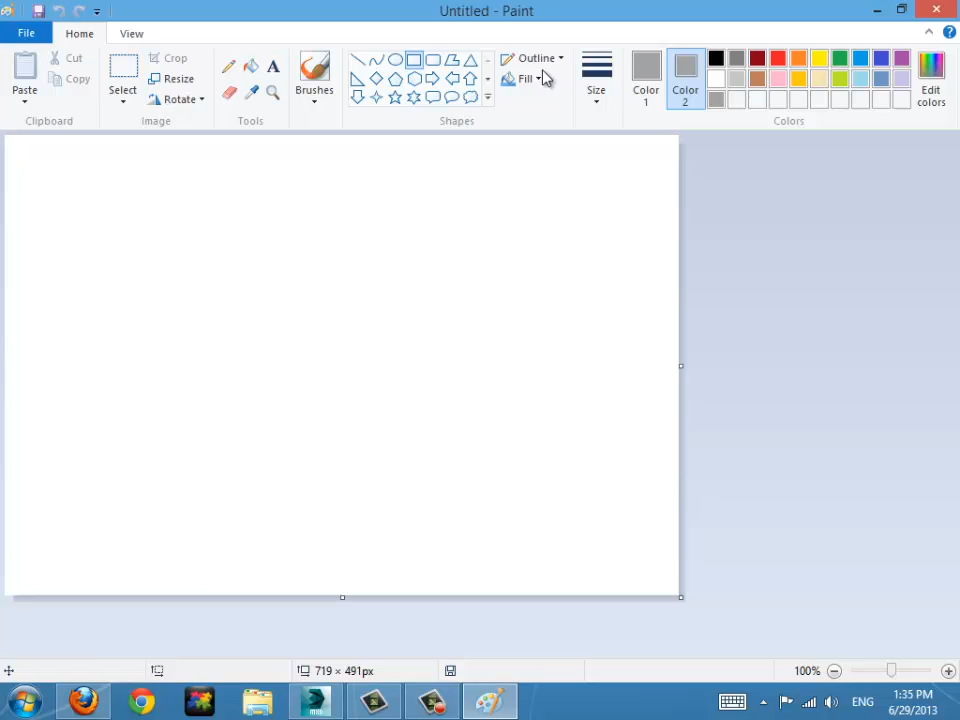 Untitled - Paint
File
Home
View
Paste
Cut
Copy
Clipboard
Select
Crop
Resize
Rotate
Image
A
Tools
Brushes
Outline
Fill
Shapes
Size
Color
1
Color
2
Edit
colors
Colors
719 × 491px
100%
ENG
1:35 PM
6/29/2013